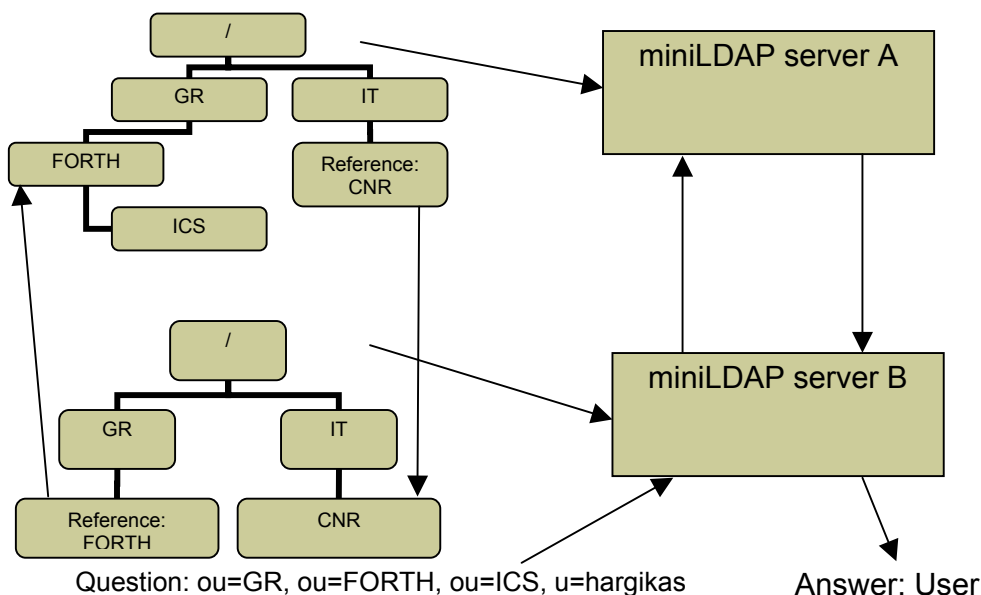 /
GR
IT
FORTH
Reference:
CNR
ICS
miniLDAP server A
/
GR
IT
Reference:
FORTH
CNR
miniLDAP server B
Question: ou=GR, ou=FORTH, ou=ICS, u=hargikas
Answer: User